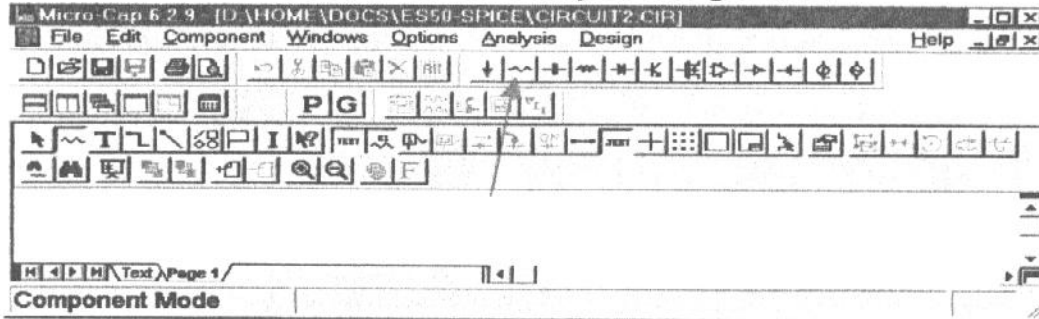 Micro-Cap 6.2.9 [D:\HOME\DOCS\ES50-SPICE\CIRCUIT2.CIR]
File Edit Component Windows Options Analysis Design Help
P G
T I TEXT
F
Text Page 1
Component Mode